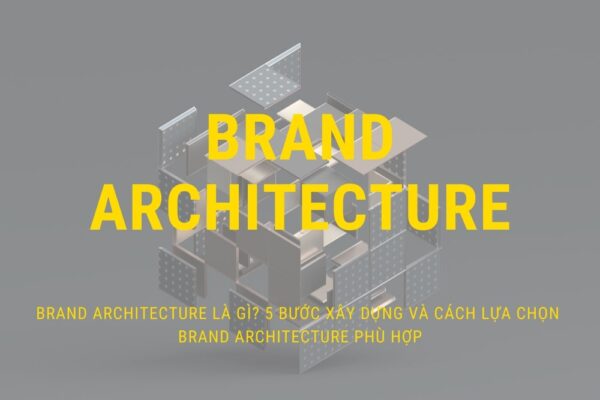 BRAND
ARCHITECTURE
BRAND ARCHITECTURE LÀ GÌ? 5 BƯỚC XÂY DỰNG VÀ CÁCH LỰA CHỌN
BRAND ARCHITECTURE PHÙ HỢP